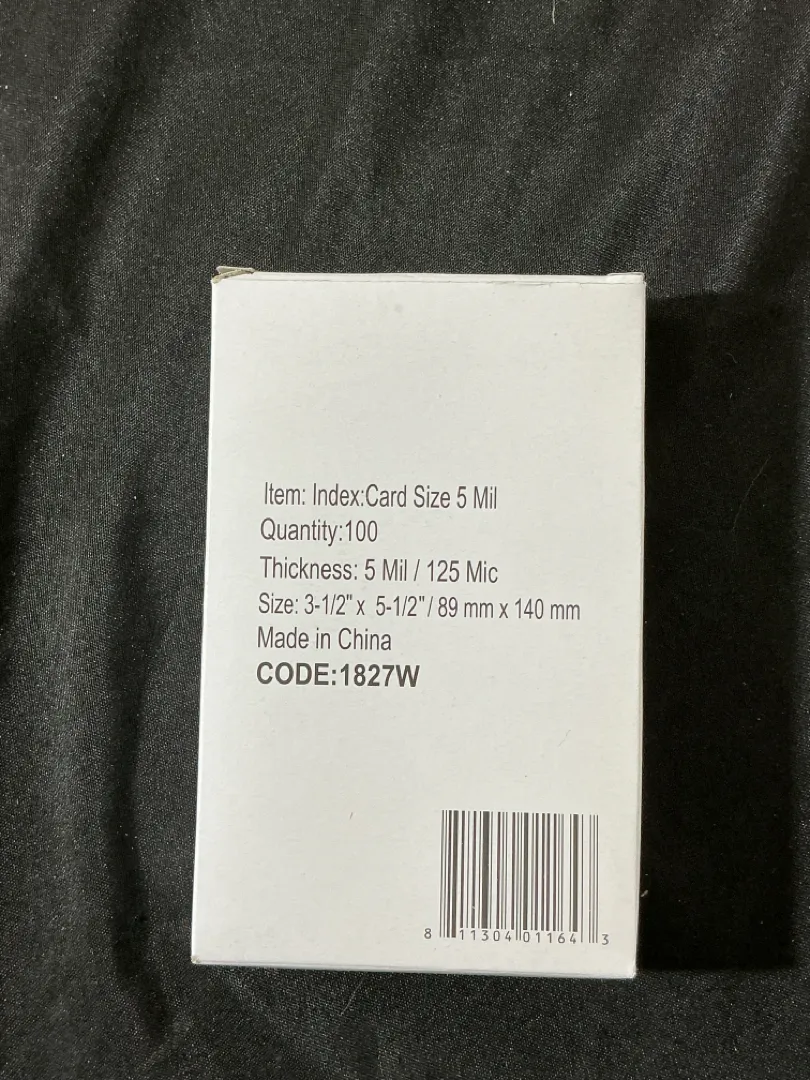 Item: Index:Card Size 5 Mil
Quantity:100
Thickness: 5 Mil / 125 Mic
Size: 3-1/2" x 5-1/2" / 89 mm x 140 mm
Made in China
CODE:1827W
8 11304 01164 3